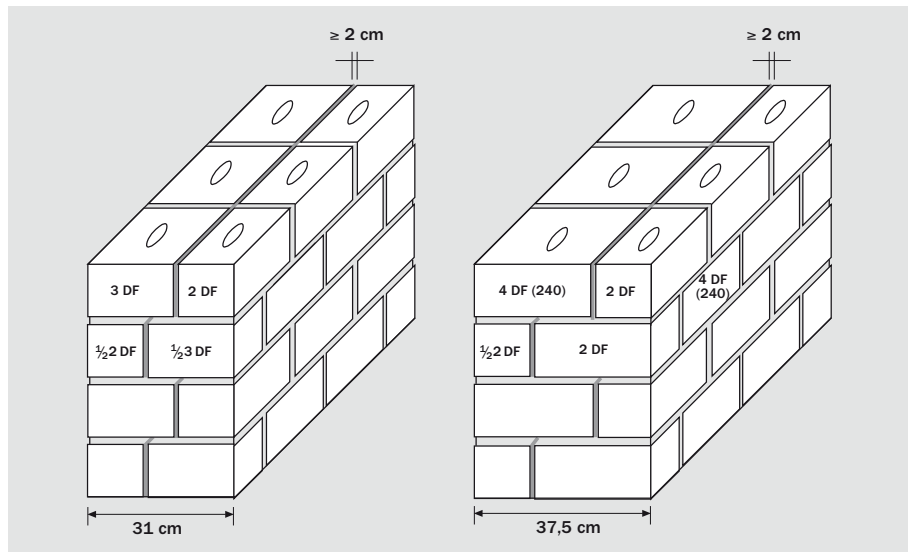 ≥ 2 cm
≥ 2 cm
3 DF
2 DF
½2 DF
½3 DF
31 cm
4 DF (240)
2 DF
4 DF
(240)
½2 DF
2 DF
37,5 cm